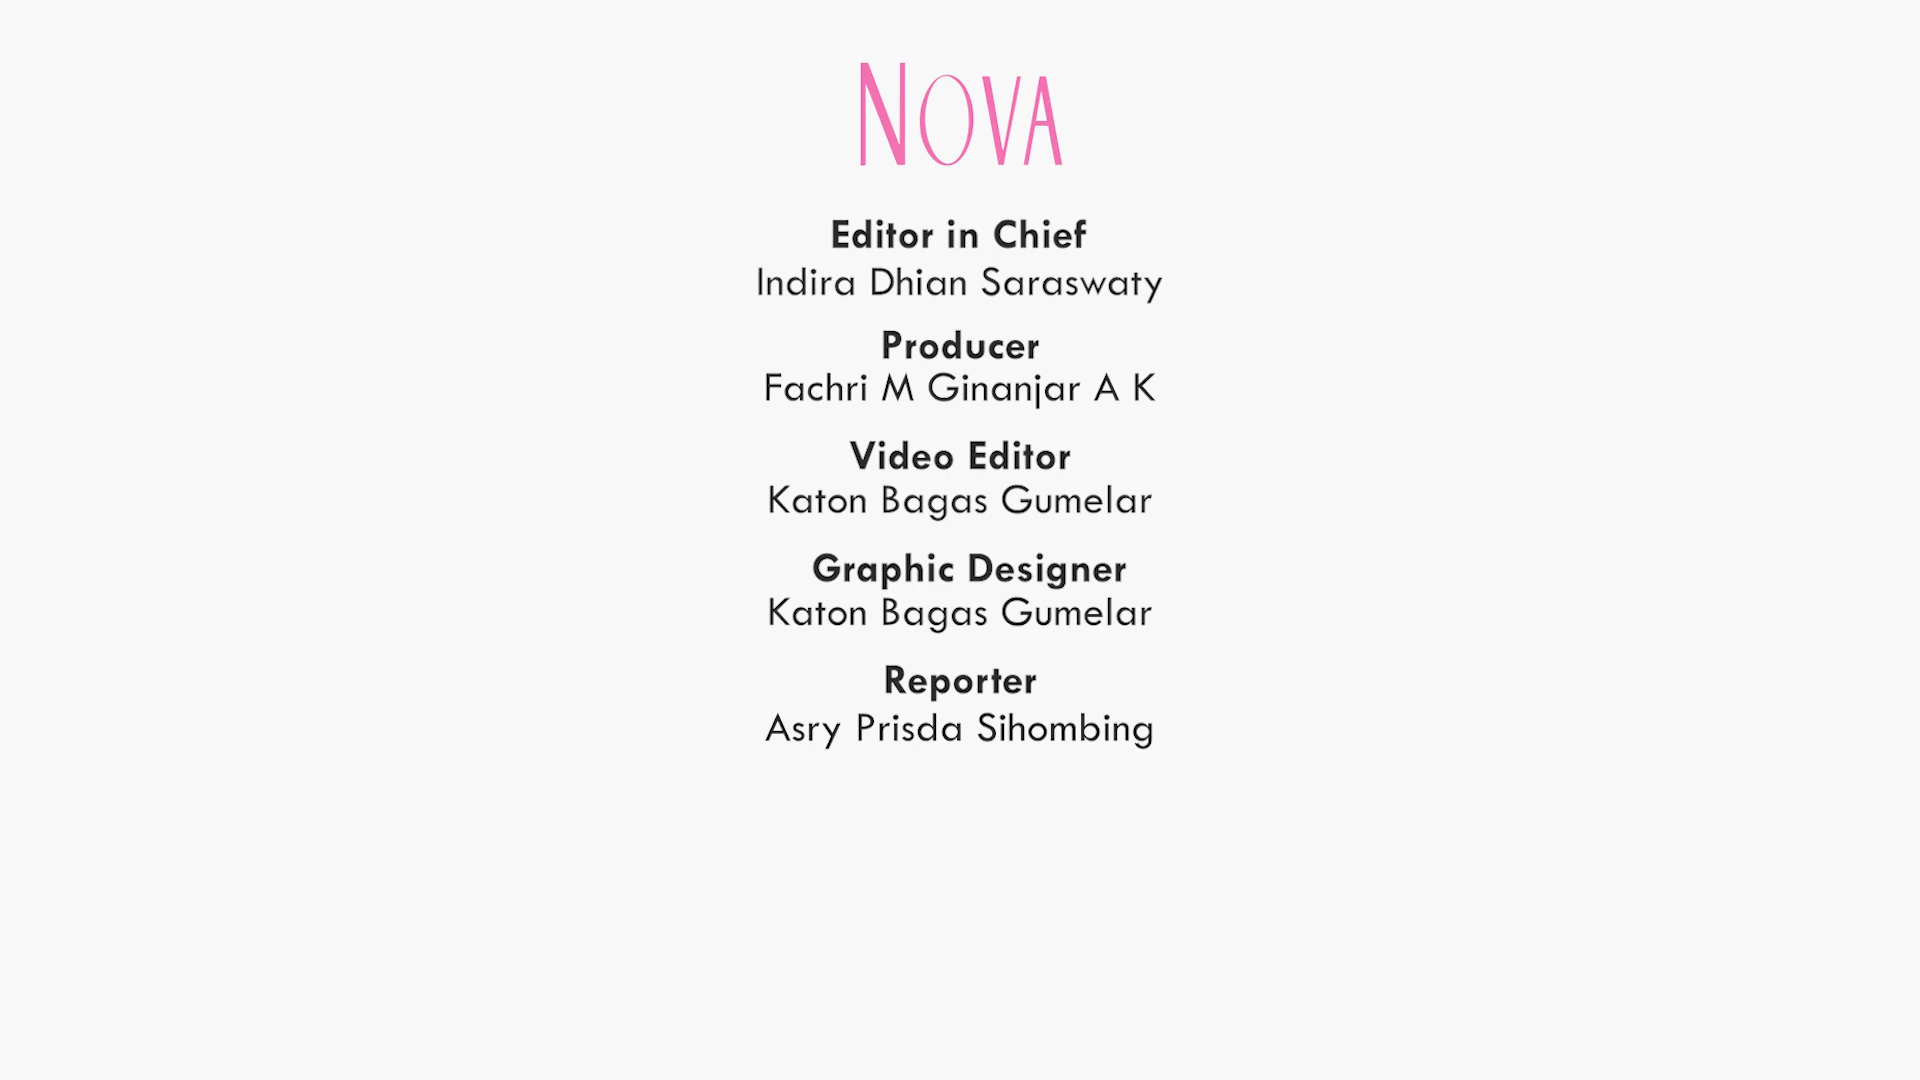 NOVA
Editor in Chief
Indira Dhian Saraswaty
Producer
Fachri M Ginanjar A K
Video Editor
Katon Bagas Gumelar
Graphic Designer
Katon Bagas Gumelar
Reporter
Asry Prisda Sihombing